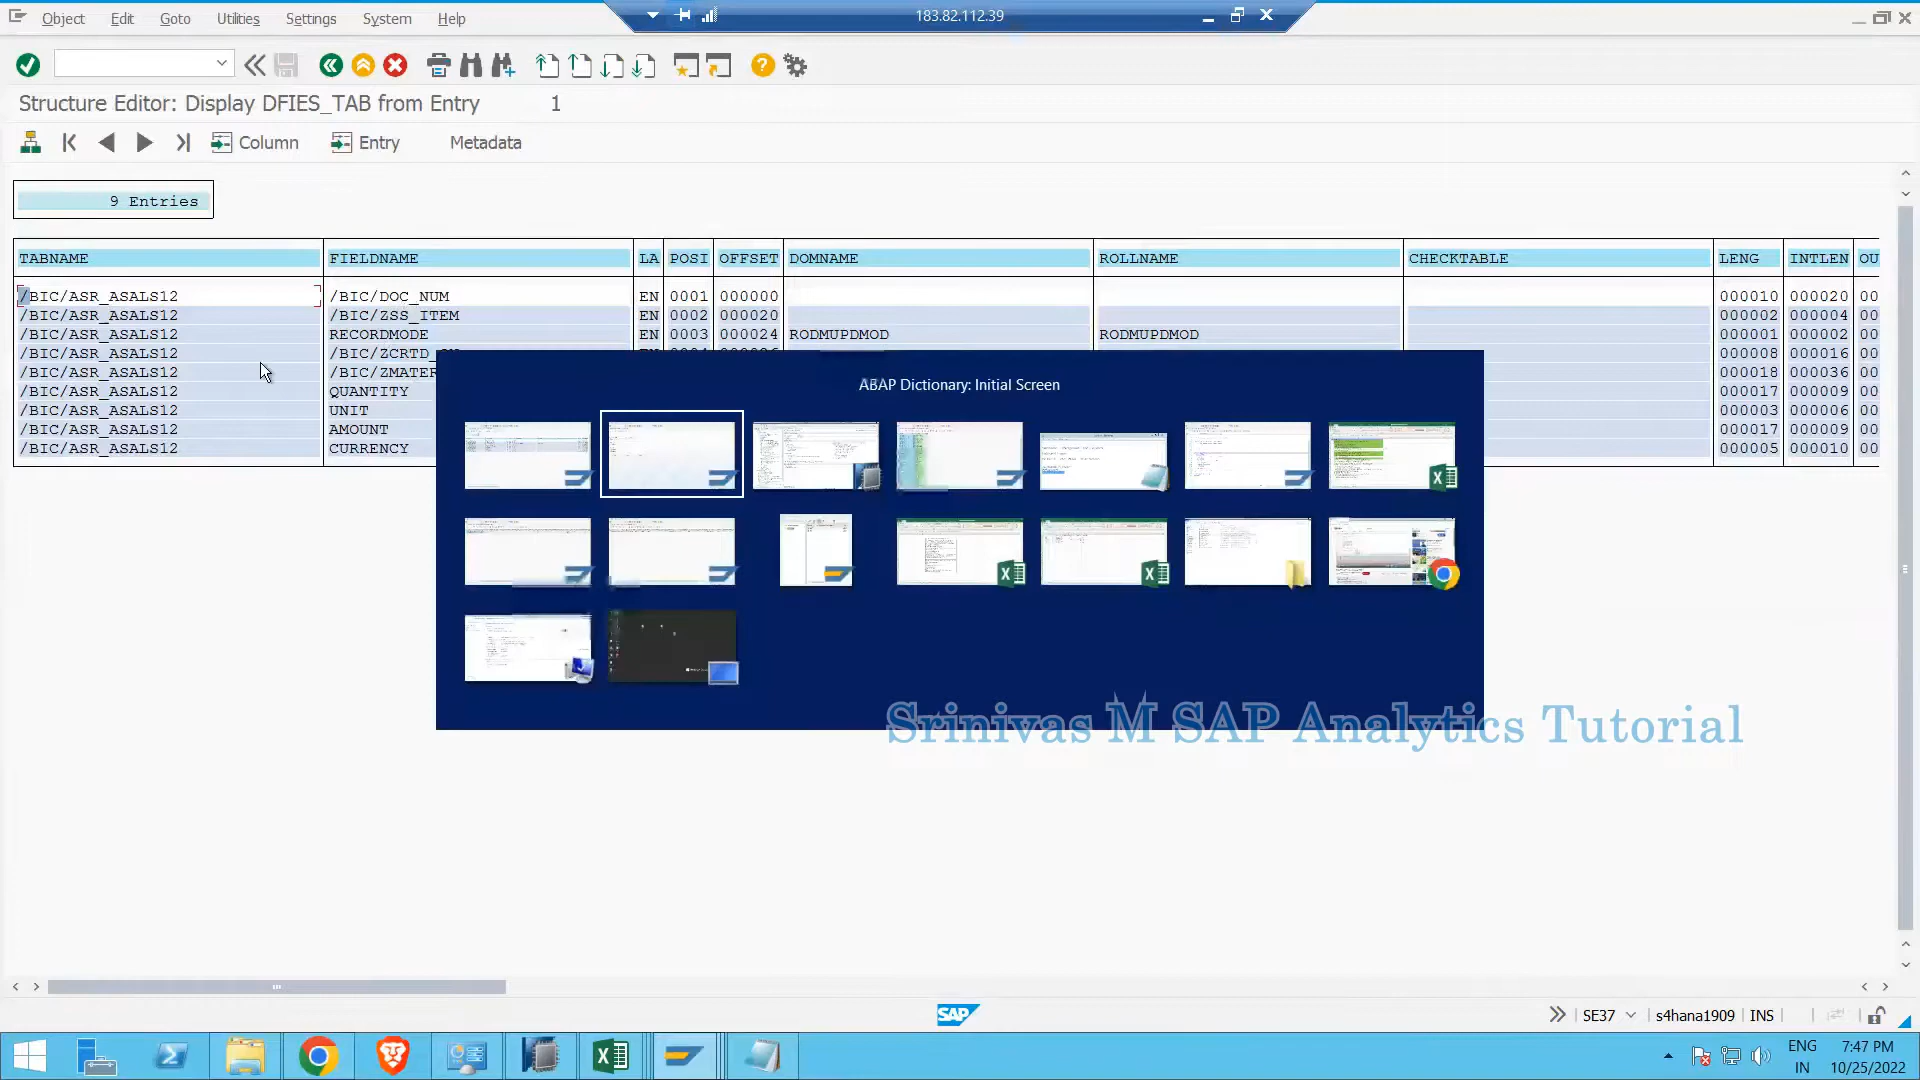 Object Edit Goto Utilities Settings System Help
183.82.112.39
Structure Editor: Display DFIES_TAB from Entry 1
Column Entry Metadata
9 Entries
TABNAME FIELDNAME LA POSI OFFSET DOMNAME ROLLNAME CHECKTABLE LENG INTLEN OU
/BIC/ASR_ASALS12 /BIC/DOC_NUM EN 0001 000000 000010 000020 00
/BIC/ASR_ASALS12 /BIC/ZSS_ITEM EN 0002 000020 000002 000004 00
/BIC/ASR_ASALS12 RECORDMODE EN 0003 000024 RODMUPDMOD RODMUPDMOD 000001 000002 00
/BIC/ASR_ASALS12 /BIC/ZCRTD_ 000008 000016 00
/BIC/ASR_ASALS12 /BIC/ZMATER 000018 000036 00
/BIC/ASR_ASALS12 QUANTITY 000017 000009 00
/BIC/ASR_ASALS12 UNIT 000003 000006 00
/BIC/ASR_ASALS12 AMOUNT 000017 000009 00
/BIC/ASR_ASALS12 CURRENCY 000005 000010 00
ABAP Dictionary: Initial Screen
Srinivas M SAP Analytics Tutorial
SAP
SE37 s4hana1909 INS
ENG 7:47 PM
IN 10/25/2022